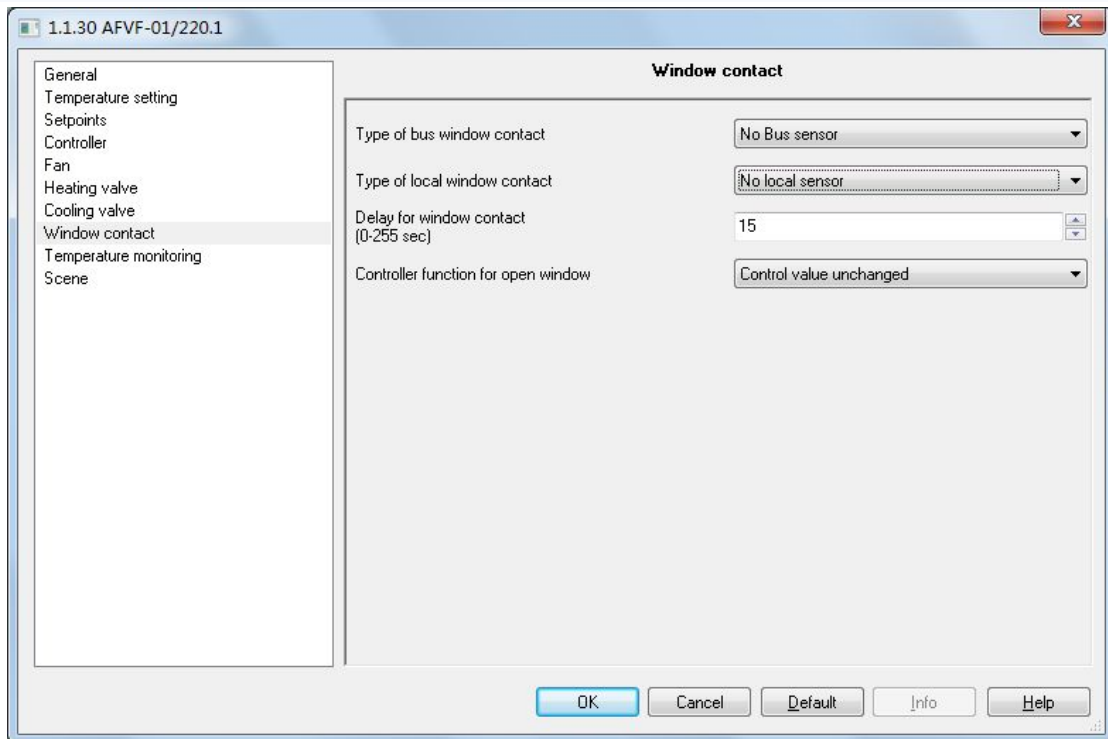 1.1.30 AFVF-01/220.1
X
General
Temperature setting
Setpoints
Controller
Fan
Heating valve
Cooling valve
Window contact
Temperature monitoring
Scene
Window contact
Type of bus window contact
No Bus sensor
Type of local window contact
No local sensor
Delay for window contact
(0-255 sec)
15
Controller function for open window
Control value unchanged
OK
Cancel
Default
Info
Help